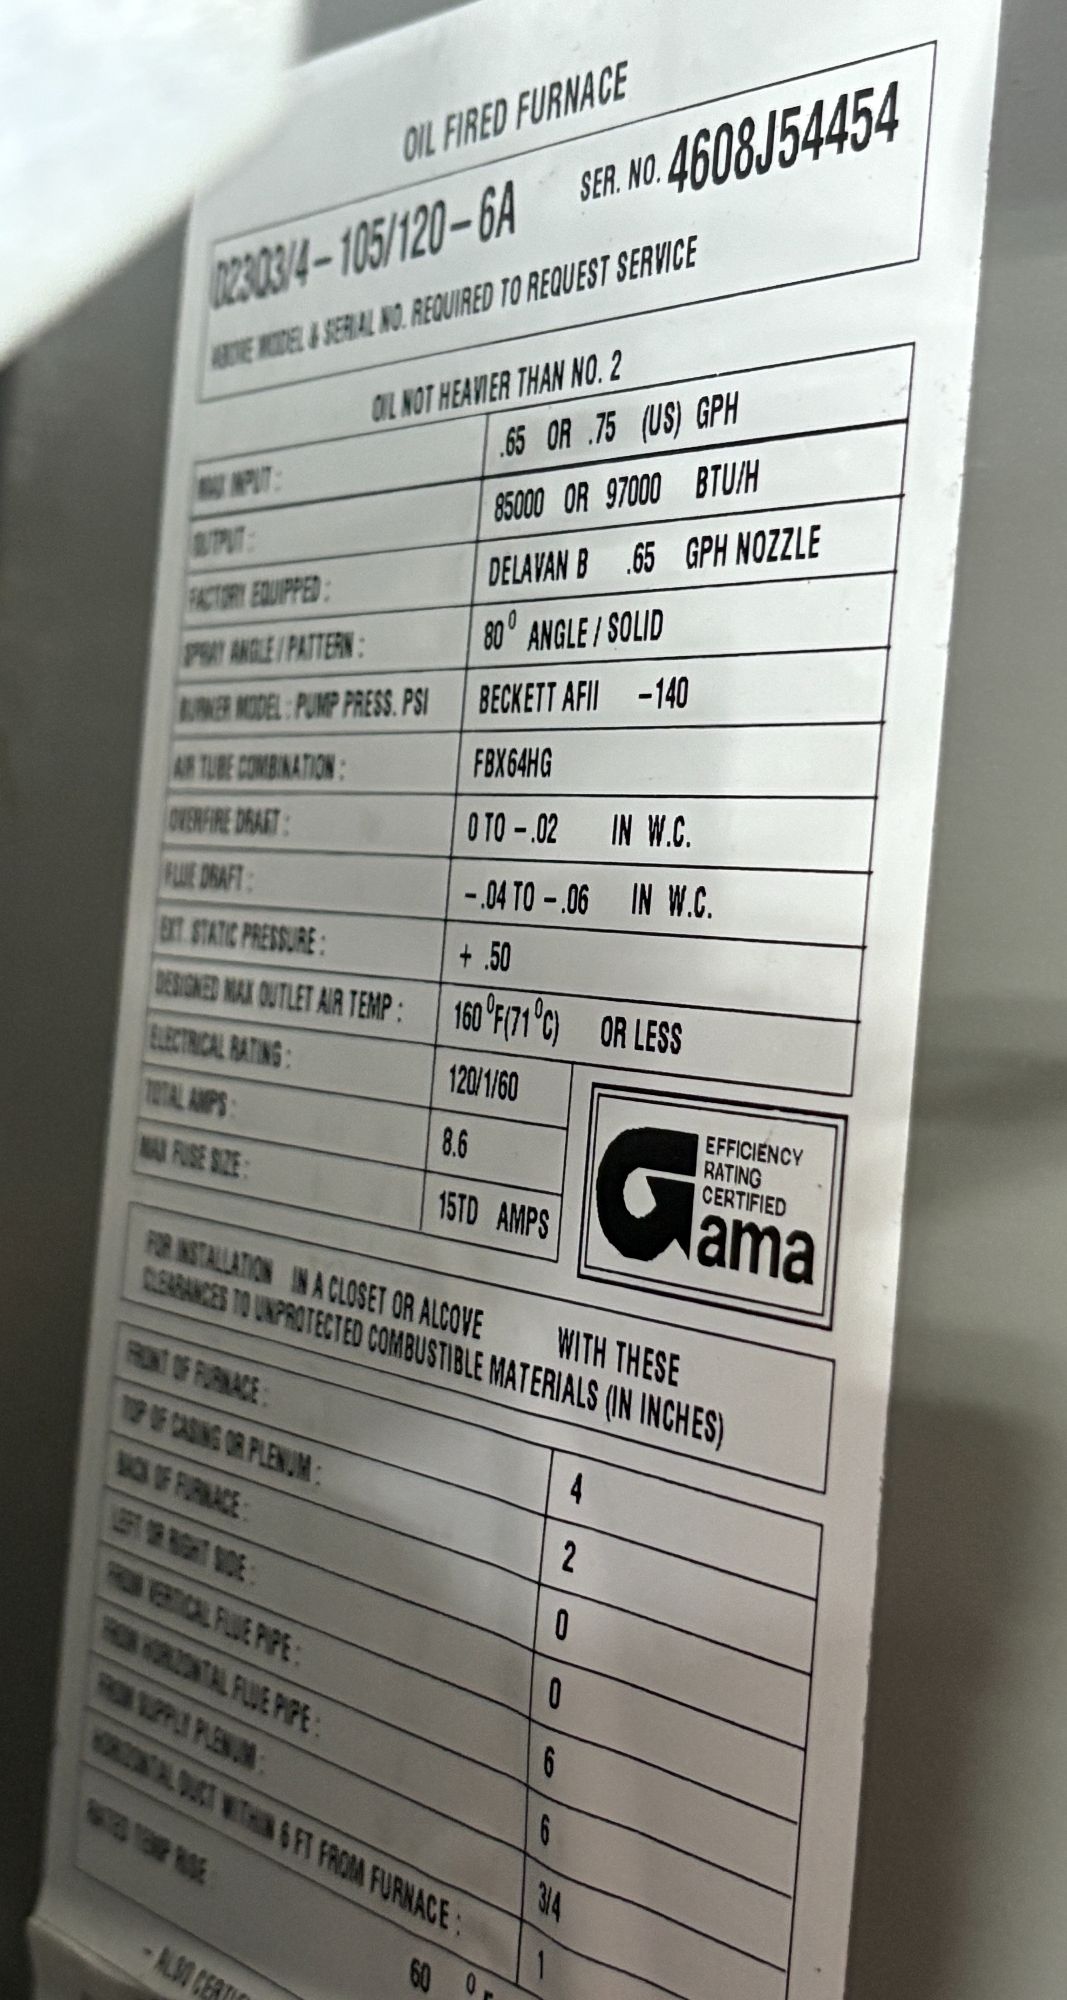 OIL FIRED FURNACE
D23Q3/4-105/120-6A SER. NO. 4608J54454
ABOVE MODEL & SERIAL NO. REQUIRED TO REQUEST SERVICE
OIL NOT HEAVIER THAN NO. 2
MAX INPUT : .65 OR .75 (US) GPH
OUTPUT : 85000 OR 97000 BTU/H
FACTORY EQUIPPED : DELAVAN B .65 GPH NOZZLE
SPRAY ANGLE / PATTERN : 80° ANGLE / SOLID
BURNER MODEL : PUMP PRESS. PSI BECKETT AFII -140
AIR TUBE COMBINATION : FBX64HG
OVERFIRE DRAFT : 0 TO -.02 IN W.C.
FLUE DRAFT : -.04 TO -.06 IN W.C.
EXT. STATIC PRESSURE : + .50
DESIGNED MAX OUTLET AIR TEMP : 160°F(71°C) OR LESS
ELECTRICAL RATING : 120/1/60
TOTAL AMPS : 8.6
MAX FUSE SIZE : 15TD AMPS
EFFICIENCY
RATING
CERTIFIED
Gama
FOR INSTALLATION IN A CLOSET OR ALCOVE WITH THESE
CLEARANCES TO UNPROTECTED COMBUSTIBLE MATERIALS (IN INCHES)
FRONT OF FURNACE : 4
TOP OF CASING OR PLENUM : 2
BACK OF FURNACE : 0
LEFT OR RIGHT SIDE : 0
FROM VERTICAL FLUE PIPE : 6
FROM HORIZONTAL FLUE PIPE : 6
FROM SUPPLY PLENUM : 3/4
HORIZONTAL DUCT WITHIN 6 FT FROM FURNACE : 1
RATED TEMP RISE : 60 °
- ALSO